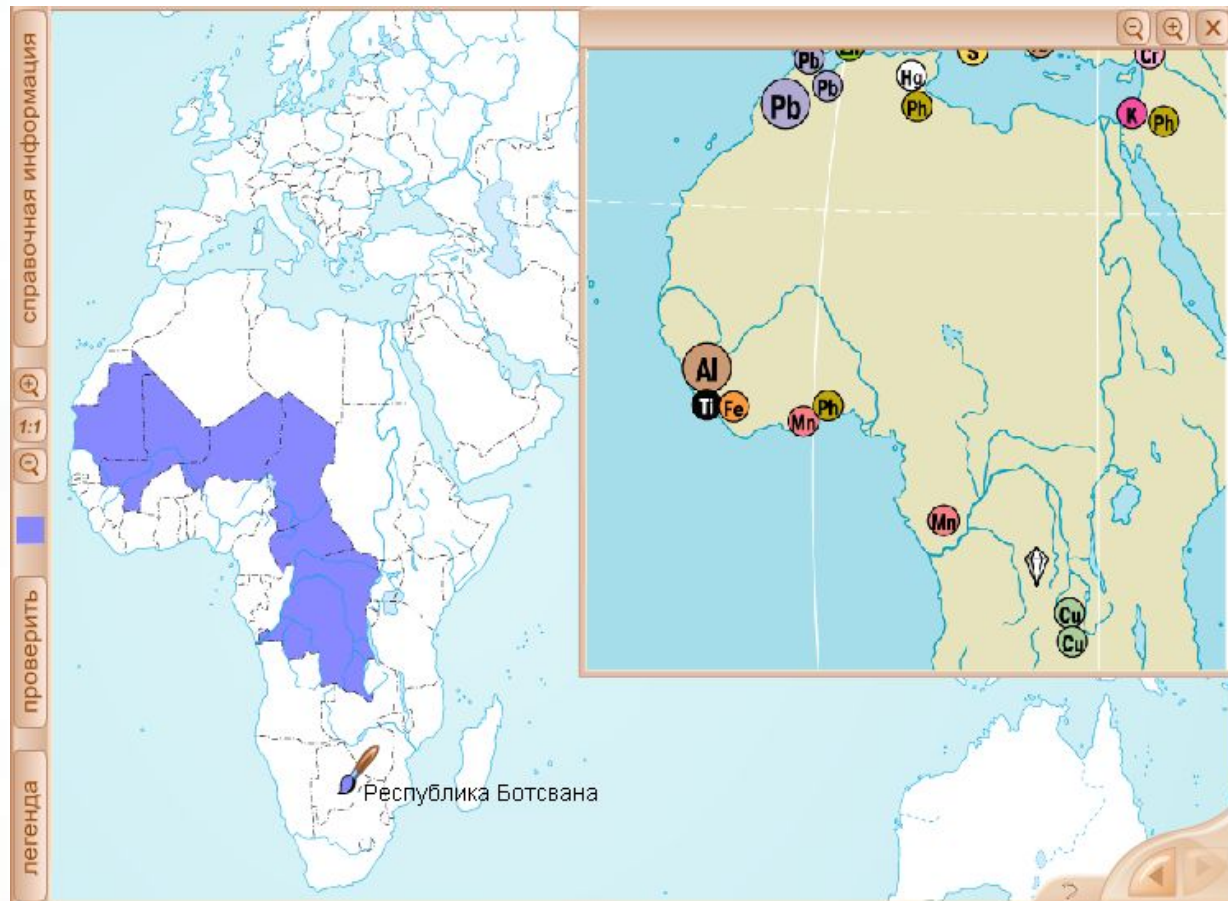 справочная информация
1:1
проверить
легенда
Республика Ботсвана
Pb
Pb
Hg
S
Cr
Pb
Ph
K
Ph
Al
Ti
Fe
Mn
Ph
Mn
Cu
Cu
?